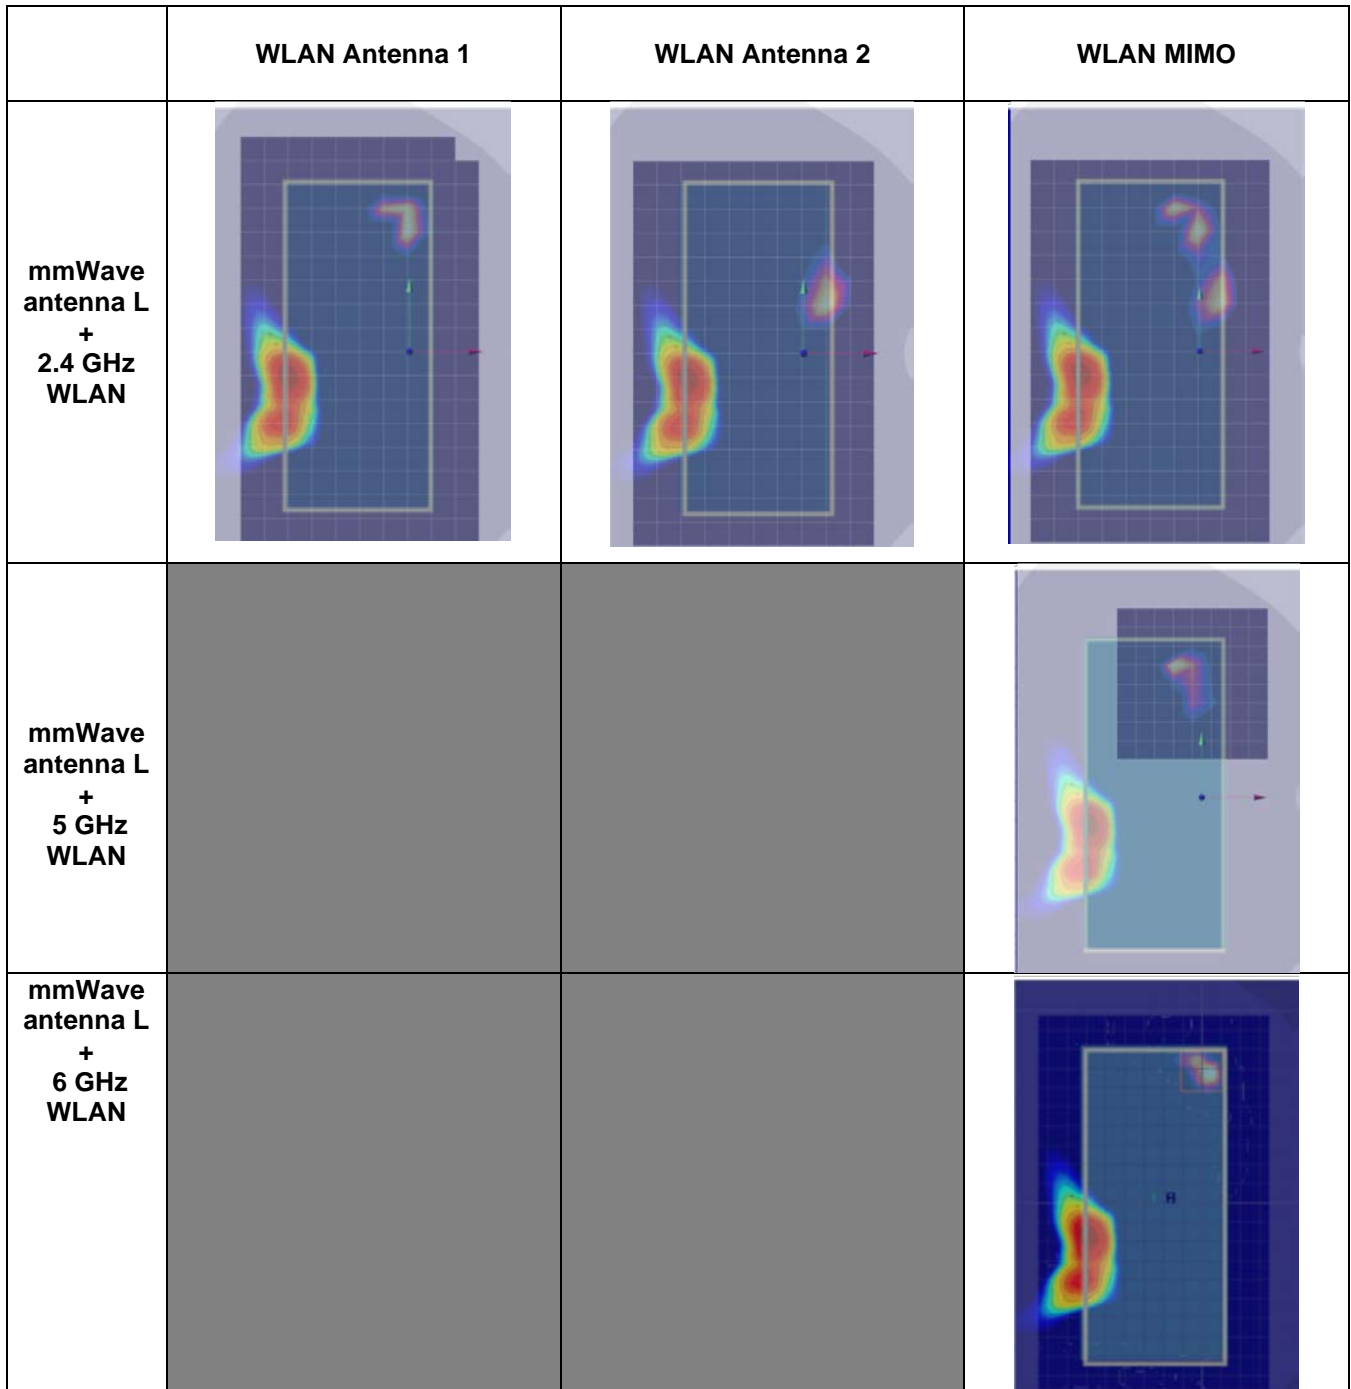 WLAN Antenna 1
WLAN Antenna 2
WLAN MIMO
mmWave
antenna L
+
2.4 GHz
WLAN
mmWave
antenna L
+
5 GHz
WLAN
mmWave
antenna L
+
6 GHz
WLAN